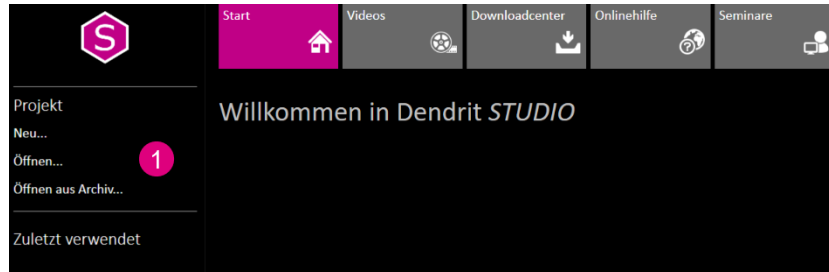 S
Start
Videos
Downloadcenter
Onlinehilfe
Seminare
Projekt
Neu...
Öffnen...
1
Öffnen aus Archiv...
Zuletzt verwendet
Willkommen in Dendrit STUDIO